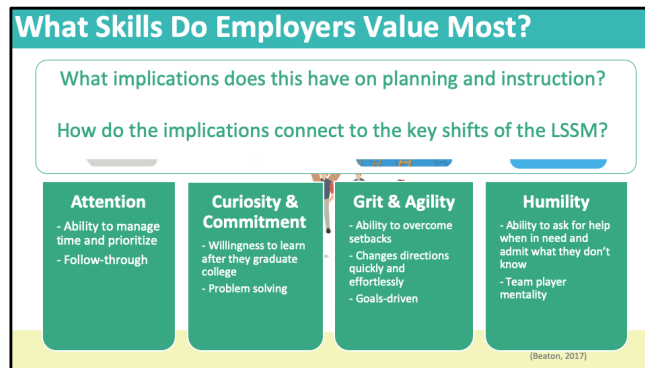 What Skills Do Employers Value Most?
What implications does this have on planning and instruction?
How do the implications connect to the key shifts of the LSSM?
Attention
- Ability to manage
time and prioritize
- Follow-through
Curiosity &
Commitment
- Willingness to learn
after they graduate
college
- Problem solving
Grit & Agility
- Ability to overcome
setbacks
- Changes directions
quickly and
effortlessly
- Goals-driven
Humility
- Ability to ask for help
when in need and
admit what they don't
know
- Team player
mentality
(Beaton, 2017)